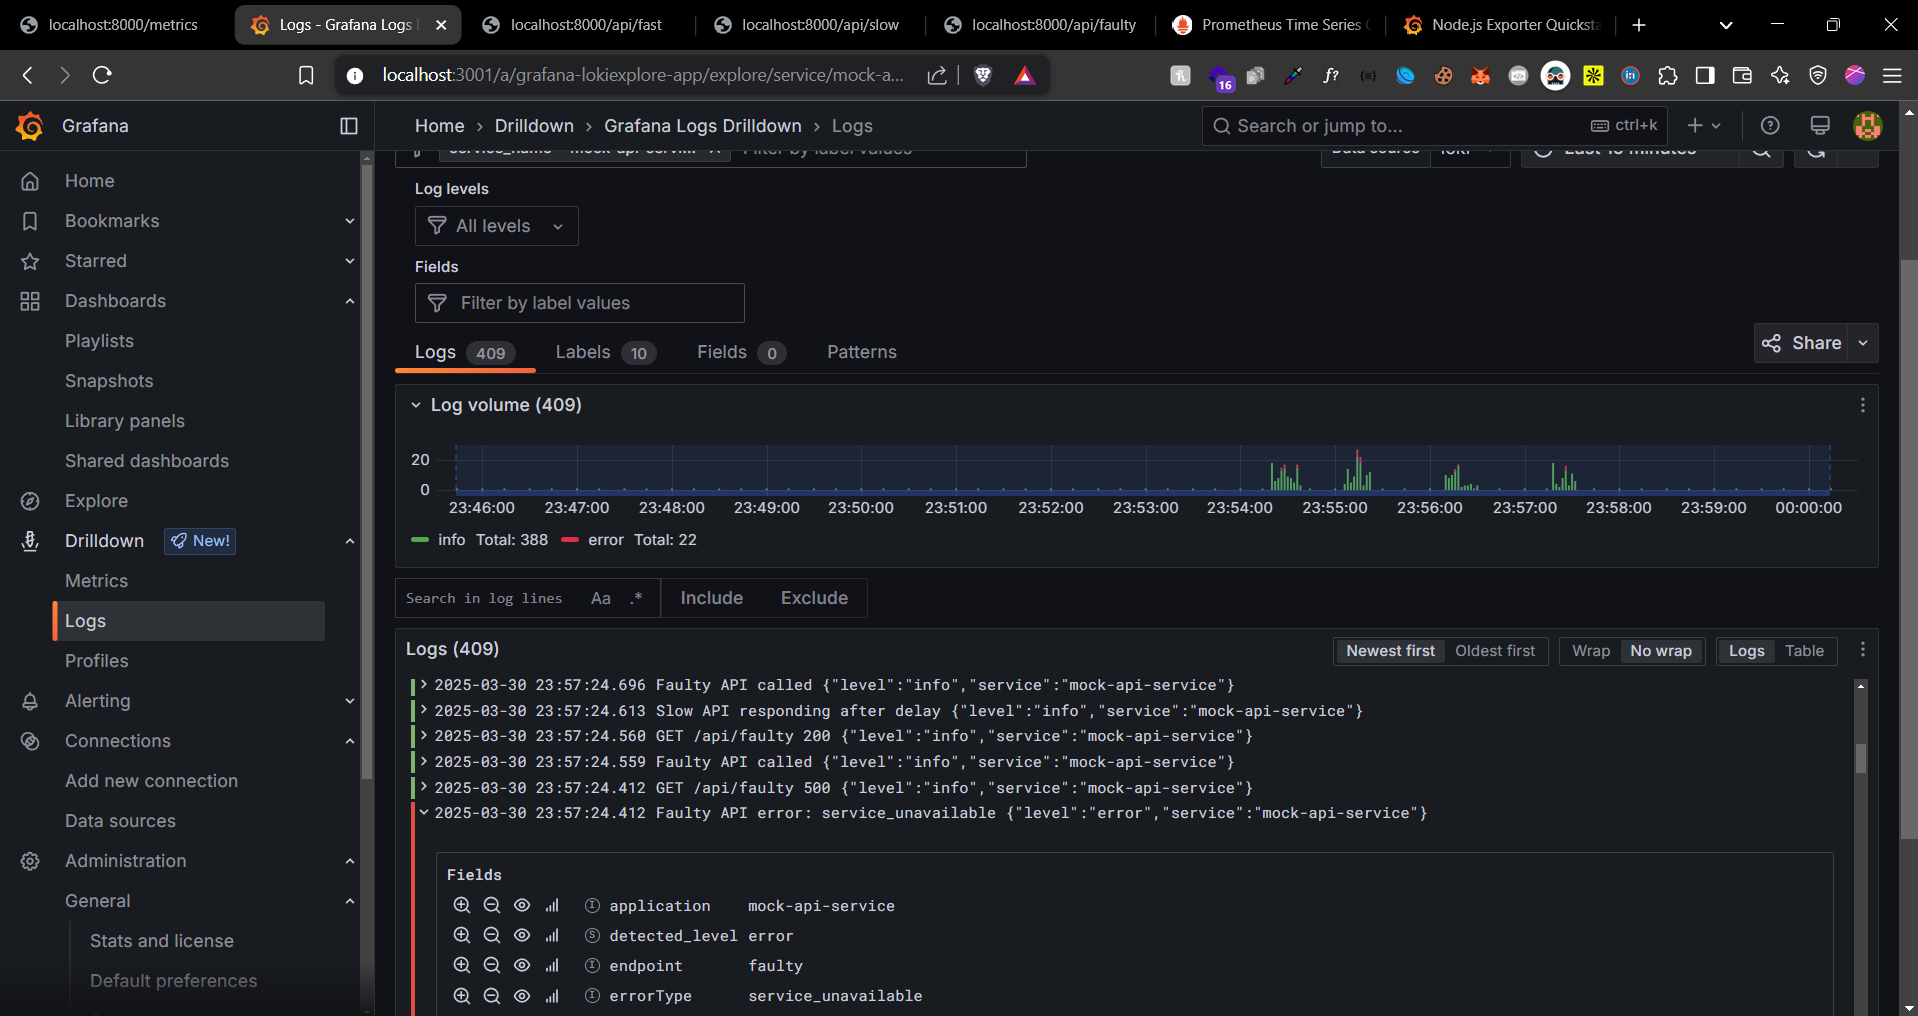 localhost:8000/metrics
Logs - Grafana Logs
localhost:8000/api/fast
localhost:8000/api/slow
localhost:8000/api/faulty
Prometheus Time Series
Node.js Exporter Quicksta
localhost:3001/a/grafana-lokiexplore-app/explore/service/mock-a...
16
f?
Grafana
Home › Drilldown › Grafana Logs Drilldown › Logs
Search or jump to...
ctrl+k
Home
Bookmarks
Starred
Dashboards
Playlists
Snapshots
Library panels
Shared dashboards
Explore
Drilldown
New!
Metrics
Logs
Profiles
Alerting
Connections
Add new connection
Data sources
Administration
General
Stats and license
Default preferences
Filter by label values
Data source
Last 15 minutes
Log levels
All levels
Fields
Filter by label values
Logs 409
Labels 10
Fields 0
Patterns
Share
Log volume (409)
20
0
23:46:00 23:47:00 23:48:00 23:49:00 23:50:00 23:51:00 23:52:00 23:53:00 23:54:00 23:55:00 23:56:00 23:57:00 23:58:00 23:59:00 00:00:00
info Total: 388 error Total: 22
Search in log lines Aa .* Include Exclude
Logs (409)
Newest first Oldest first Wrap No wrap Logs Table
2025-03-30 23:57:24.696 Faulty API called {"level":"info","service":"mock-api-service"}
2025-03-30 23:57:24.613 Slow API responding after delay {"level":"info","service":"mock-api-service"}
2025-03-30 23:57:24.560 GET /api/faulty 200 {"level":"info","service":"mock-api-service"}
2025-03-30 23:57:24.559 Faulty API called {"level":"info","service":"mock-api-service"}
2025-03-30 23:57:24.412 GET /api/faulty 500 {"level":"info","service":"mock-api-service"}
2025-03-30 23:57:24.412 Faulty API error: service_unavailable {"level":"error","service":"mock-api-service"}
Fields
I application mock-api-service
S detected_level error
I endpoint faulty
I errorType service_unavailable